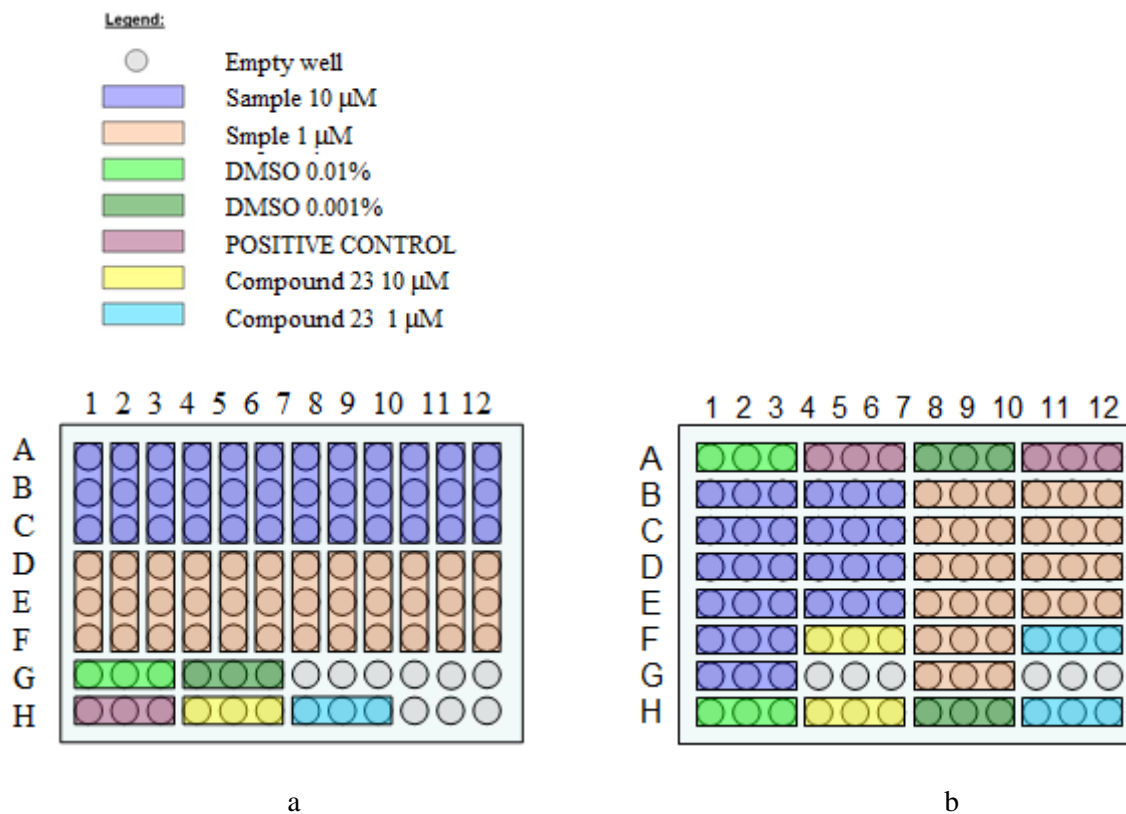 Legend:
Empty well
Sample 10 µM
Smple 1 µM
DMSO 0.01%
DMSO 0.001%
POSITIVE CONTROL
Compound 23 10 µM
Compound 23 1 µM
1 2 3 4 5 6 7 8 9 10 11 12
A
B
C
D
E
F
G
H
a
1 2 3 4 5 6 7 8 9 10 11 12
A
B
C
D
E
F
G
H
b